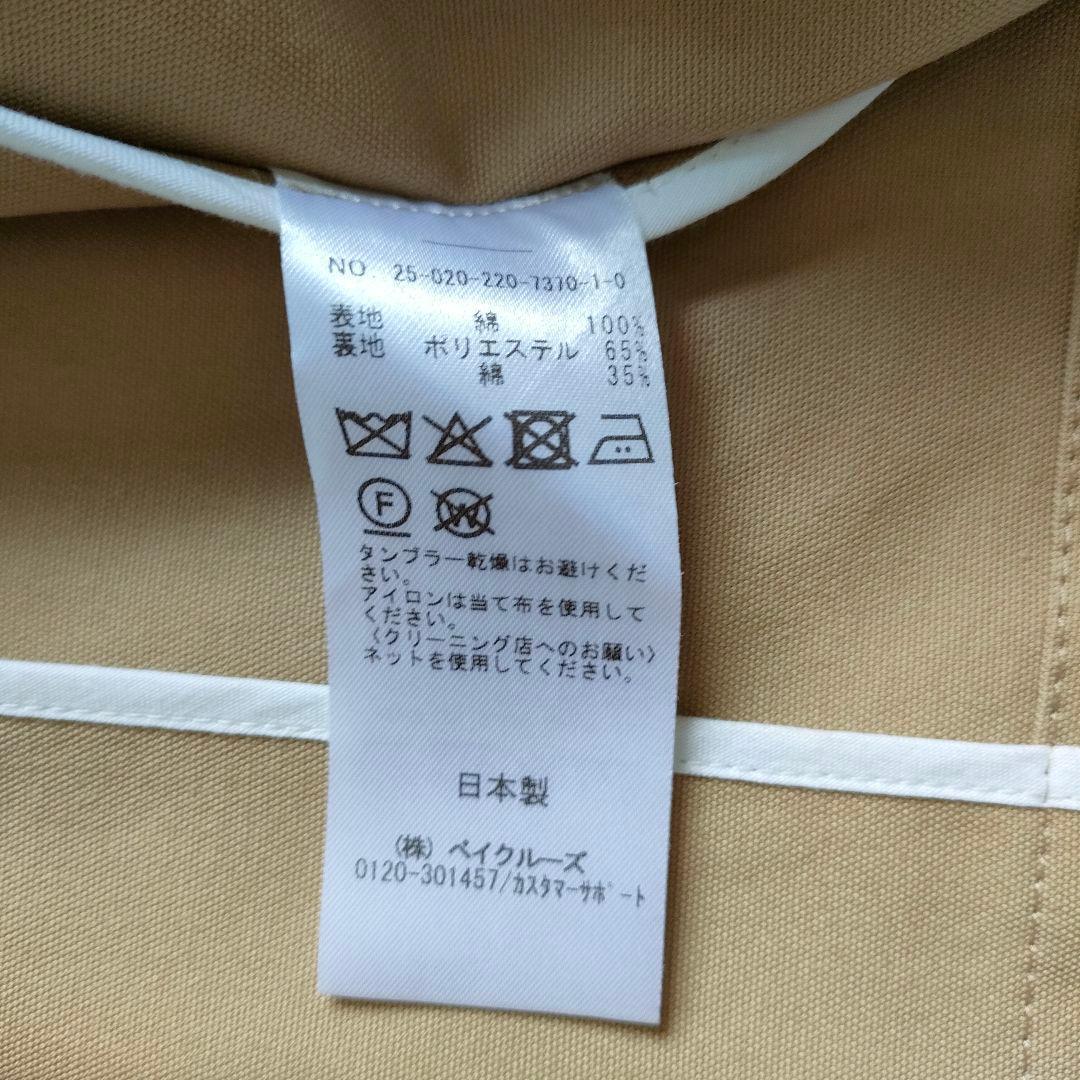 NO. 25-020-220-7370-1-0
表地 綿 100%
裏地 ポリエステル 65%
綿 35%
F
W
タンブラー乾燥はお避けくだ
さい。
アイロンは当て布を使用して
ください。
〈クリーニング店へのお願い〉
ネットを使用してください。
日本製
(株) ベイクルーズ
0120-301457/カスタマーサポート